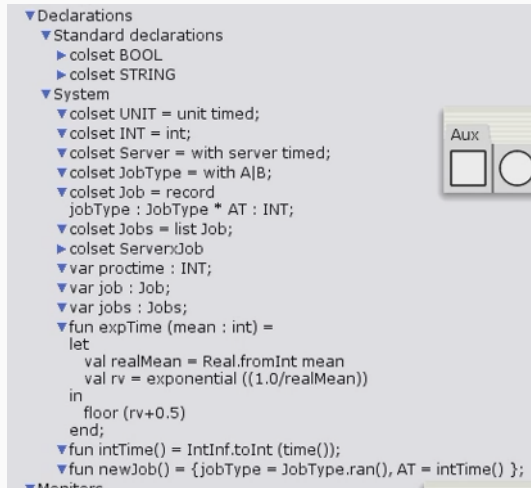 Declarations
Standard declarations
colset BOOL
colset STRING
System
colset UNIT = unit timed;
colset INT = int;
colset Server = with server timed;
colset JobType = with A|B;
colset Job = record
jobType : JobType * AT : INT;
colset Jobs = list Job;
colset ServerxJob
var proctime : INT;
var job : Job;
var jobs : Jobs;
fun expTime (mean : int) =
let
val realMean = Real.fromInt mean
val rv = exponential ((1.0/realMean))
in
floor (rv+0.5)
end;
fun intTime() = IntInf.toInt (time());
fun newJob() = {jobType = JobType.ran(), AT = intTime() };
Monitors
Aux